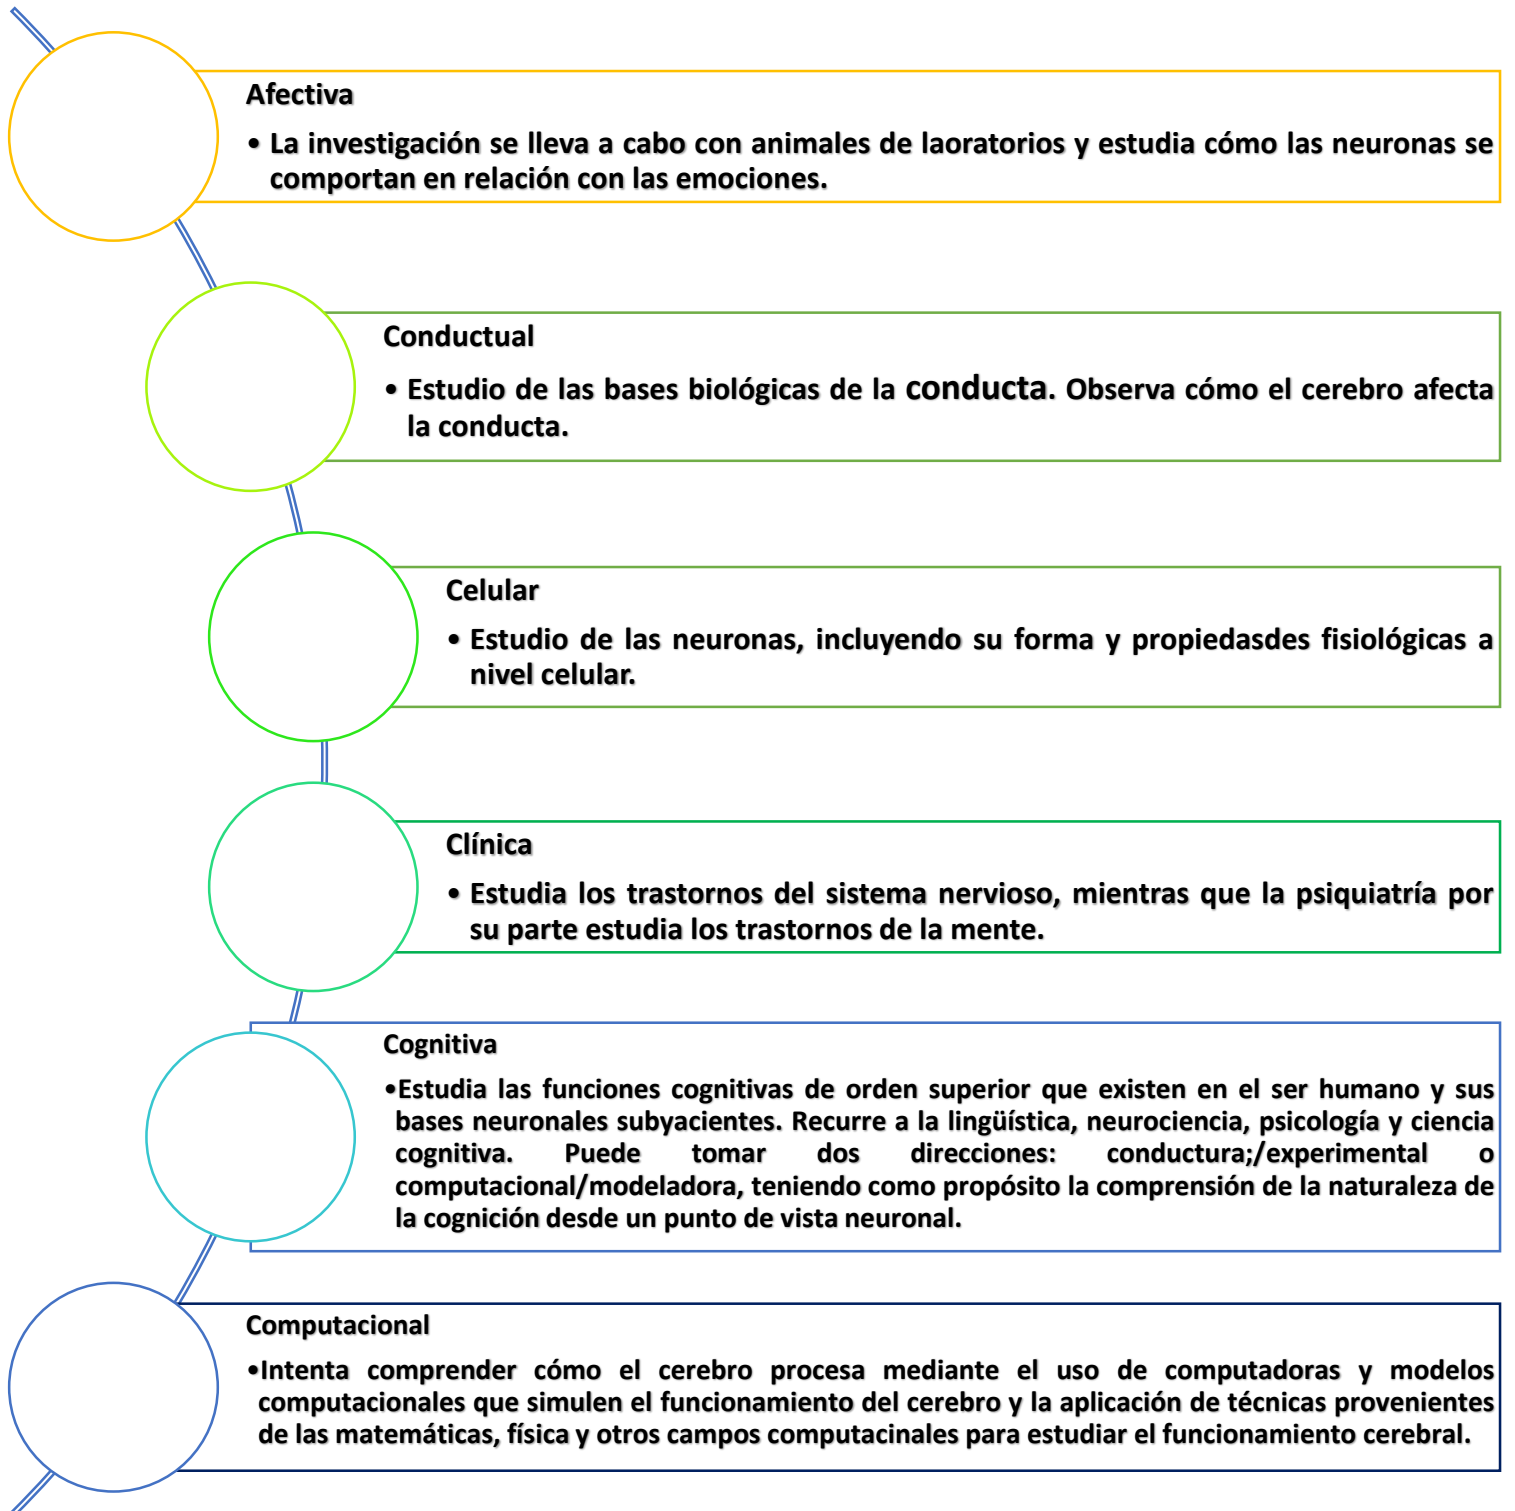 Afectiva
• La investigación se lleva a cabo con animales de laoratorios y estudia cómo las neuronas se
comportan en relación con las emociones.
Conductual
• Estudio de las bases biológicas de la conducta. Observa cómo el cerebro afecta
la conducta.
Celular
• Estudio de las neuronas, incluyendo su forma y propiedasdes fisiológicas a
nivel celular.
Clínica
• Estudia los trastornos del sistema nervioso, mientras que la psiquiatría por
su parte estudia los trastornos de la mente.
Cognitiva
•Estudia las funciones cognitivas de orden superior que existen en el ser humano y sus
bases neuronales subyacientes. Recurre a la lingüística, neurociencia, psicología y ciencia
cognitiva. Puede tomar dos direcciones: conductura;/experimental o
computacional/modeladora, teniendo como propósito la comprensión de la naturaleza de
la cognición desde un punto de vista neuronal.
Computacional
•Intenta comprender cómo el cerebro procesa mediante el uso de computadoras y modelos
computacionales que simulen el funcionamiento del cerebro y la aplicación de técnicas provenientes
de las matemáticas, física y otros campos computacinales para estudiar el funcionamiento cerebral.